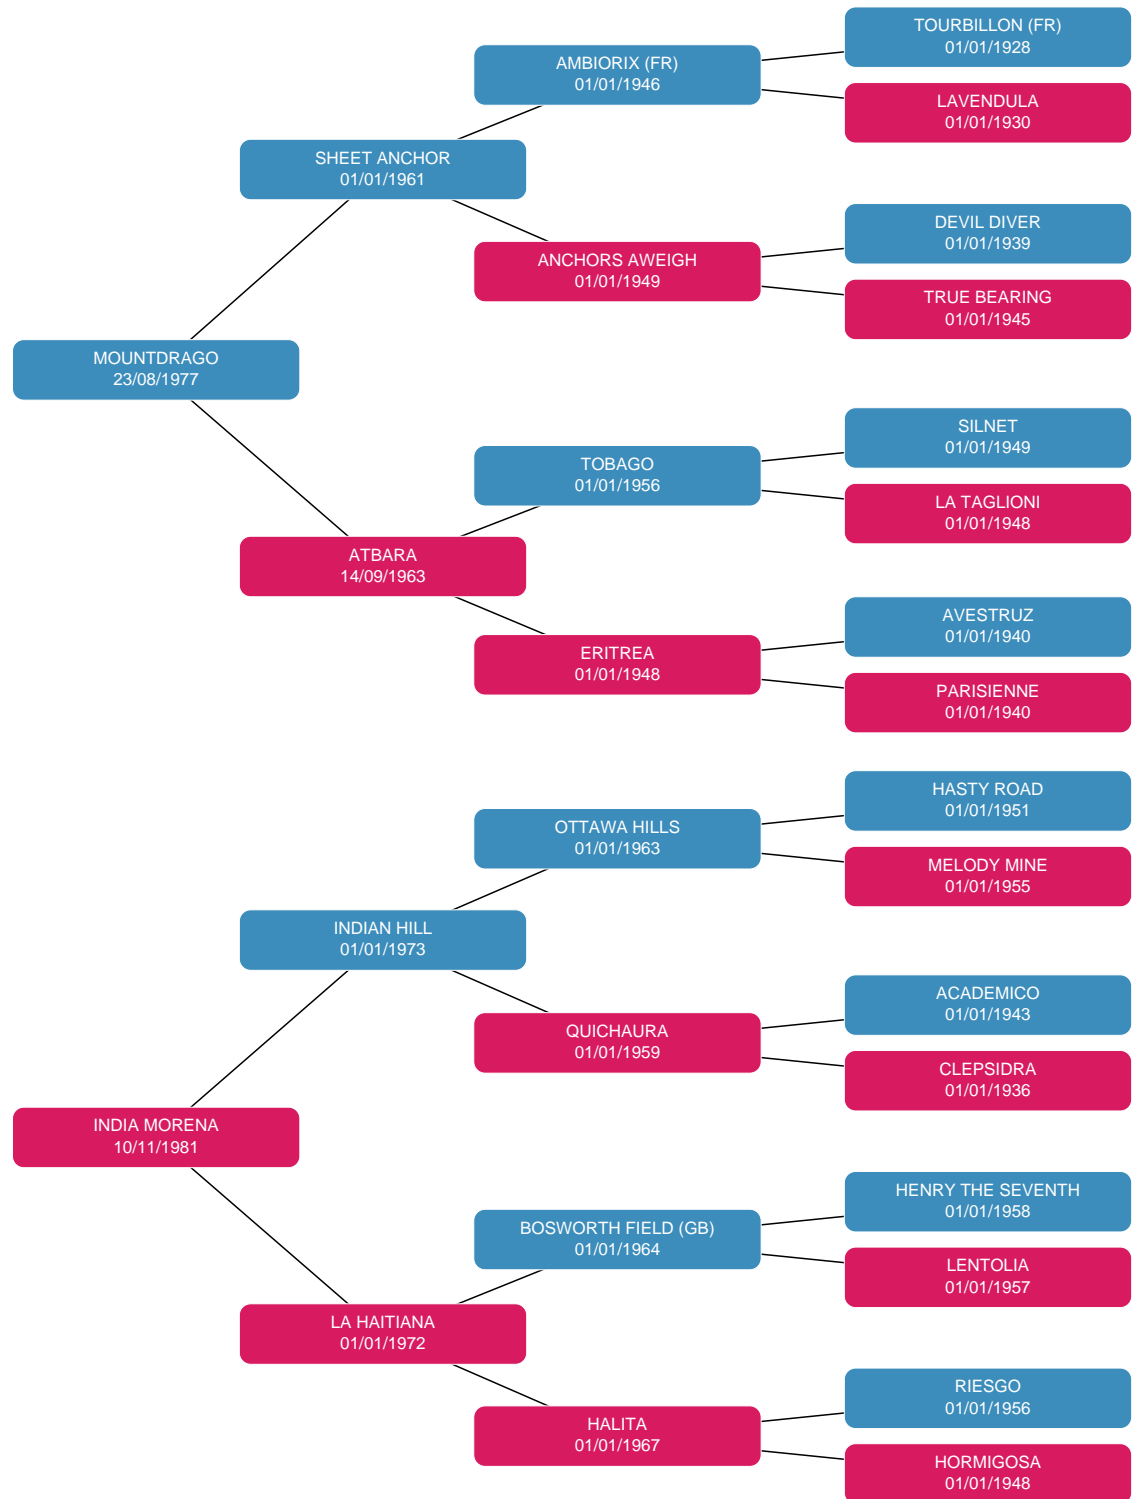 TOURBILLON (FR)
01/01/1928
AMBIORIX (FR)
01/01/1946
LAVENDULA
01/01/1930
SHEET ANCHOR
01/01/1961
DEVIL DIVER
01/01/1939
ANCHORS AWEIGH
01/01/1949
TRUE BEARING
01/01/1945
MOUNTDRAGO
23/08/1977
SILNET
01/01/1949
TOBAGO
01/01/1956
LA TAGLIONI
01/01/1948
ATBARA
14/09/1963
AVESTRUZ
01/01/1940
ERITREA
01/01/1948
PARISIENNE
01/01/1940
HASTY ROAD
01/01/1951
OTTAWA HILLS
01/01/1963
MELODY MINE
01/01/1955
INDIAN HILL
01/01/1973
ACADEMICO
01/01/1943
QUICHAURA
01/01/1959
CLEPSIDRA
01/01/1936
INDIA MORENA
10/11/1981
HENRY THE SEVENTH
01/01/1958
BOSWORTH FIELD (GB)
01/01/1964
LENTOLIA
01/01/1957
LA HAITIANA
01/01/1972
RIESGO
01/01/1956
HALITA
01/01/1967
HORMIGOSA
01/01/1948